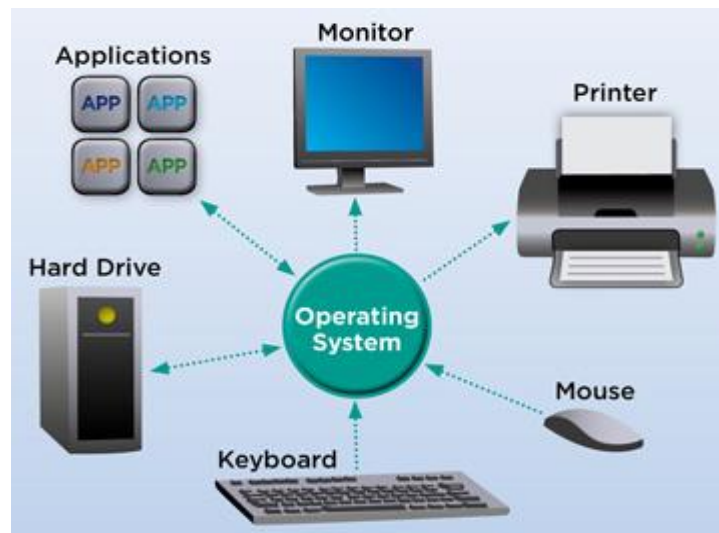 Monitor
Applications
APP APP
APP APP
Printer
Hard Drive
Operating
System
Mouse
Keyboard